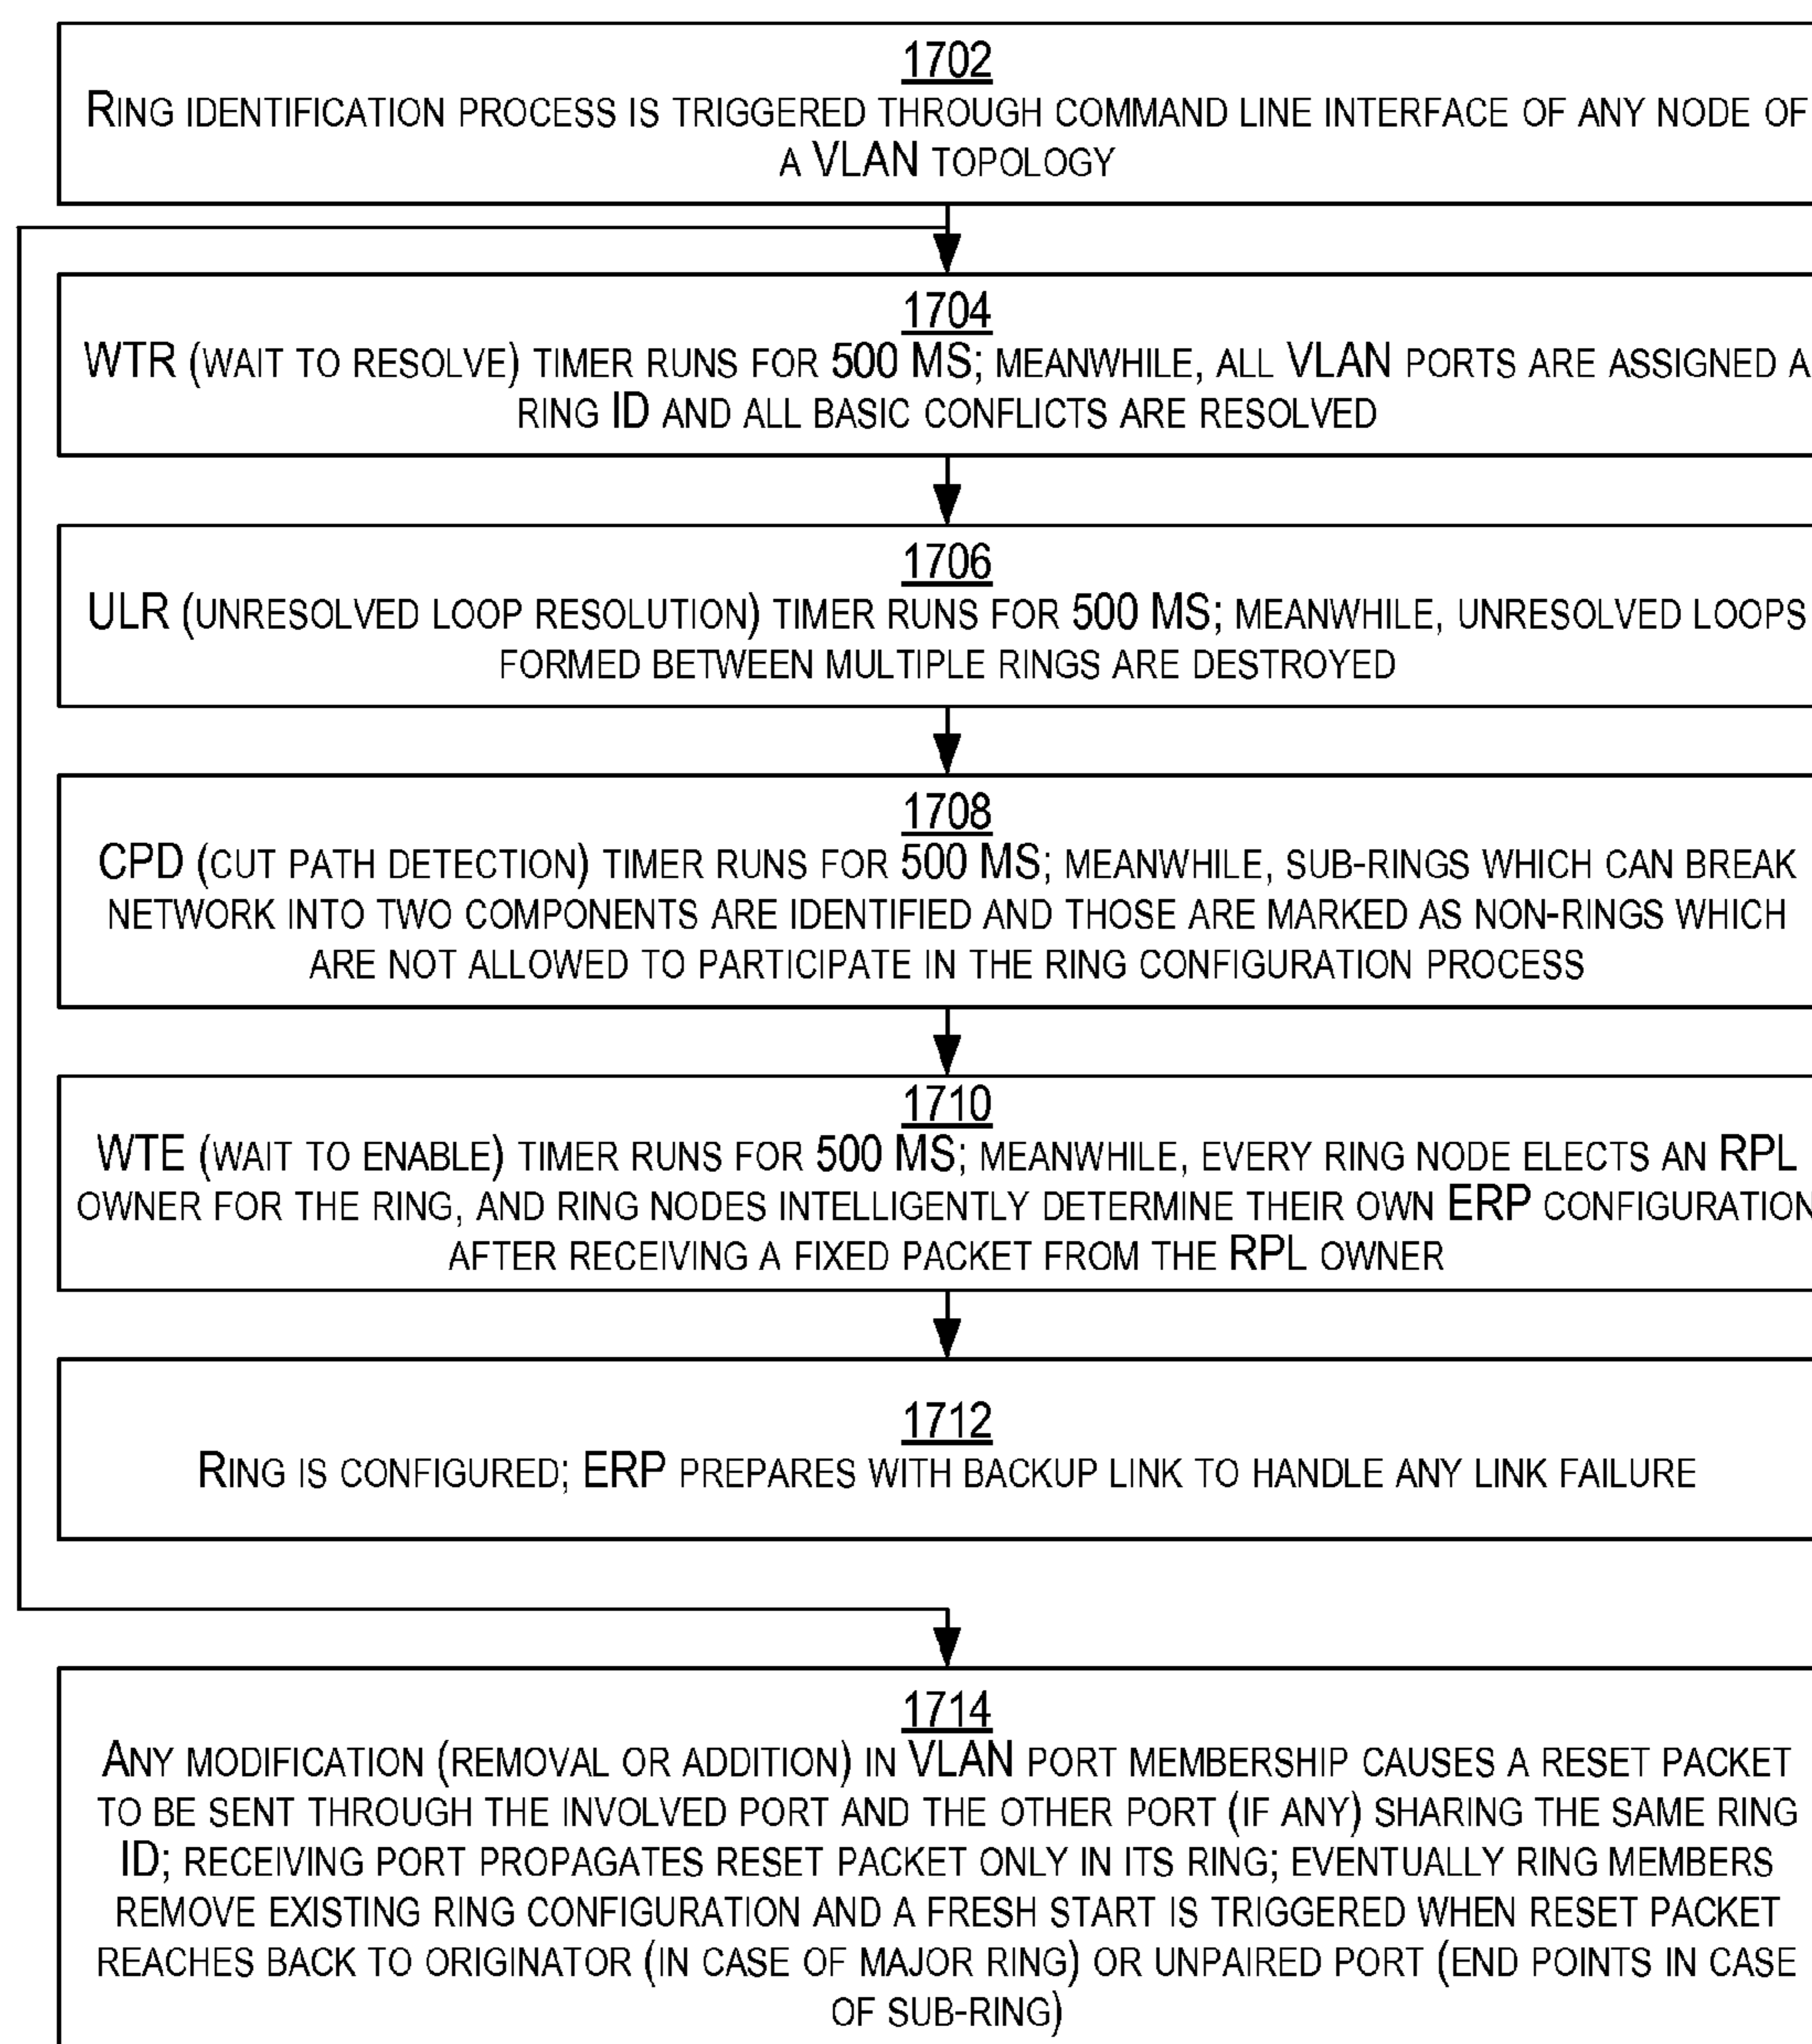 1702
RING IDENTIFICATION PROCESS IS TRIGGERED THROUGH COMMAND LINE INTERFACE OF ANY NODE OF
A VLAN TOPOLOGY
1704
WTR (WAIT TO RESOLVE) TIMER RUNS FOR 500 MS; MEANWHILE, ALL VLAN PORTS ARE ASSIGNED A
RING ID AND ALL BASIC CONFLICTS ARE RESOLVED
1706
ULR (UNRESOLVED LOOP RESOLUTION) TIMER RUNS FOR 500 MS; MEANWHILE, UNRESOLVED LOOPS
FORMED BETWEEN MULTIPLE RINGS ARE DESTROYED
1708
CPD (CUT PATH DETECTION) TIMER RUNS FOR 500 MS; MEANWHILE, SUB-RINGS WHICH CAN BREAK
NETWORK INTO TWO COMPONENTS ARE IDENTIFIED AND THOSE ARE MARKED AS NON-RINGS WHICH
ARE NOT ALLOWED TO PARTICIPATE IN THE RING CONFIGURATION PROCESS
1710
WTE (WAIT TO ENABLE) TIMER RUNS FOR 500 MS; MEANWHILE, EVERY RING NODE ELECTS AN RPL
OWNER FOR THE RING, AND RING NODES INTELLIGENTLY DETERMINE THEIR OWN ERP CONFIGURATION
AFTER RECEIVING A FIXED PACKET FROM THE RPL OWNER
1712
RING IS CONFIGURED; ERP PREPARES WITH BACKUP LINK TO HANDLE ANY LINK FAILURE
1714
ANY MODIFICATION (REMOVAL OR ADDITION) IN VLAN PORT MEMBERSHIP CAUSES A RESET PACKET
TO BE SENT THROUGH THE INVOLVED PORT AND THE OTHER PORT (IF ANY) SHARING THE SAME RING
ID; RECEIVING PORT PROPAGATES RESET PACKET ONLY IN ITS RING; EVENTUALLY RING MEMBERS
REMOVE EXISTING RING CONFIGURATION AND A FRESH START IS TRIGGERED WHEN RESET PACKET
REACHES BACK TO ORIGINATOR (IN CASE OF MAJOR RING) OR UNPAIRED PORT (END POINTS IN CASE
OF SUB-RING)